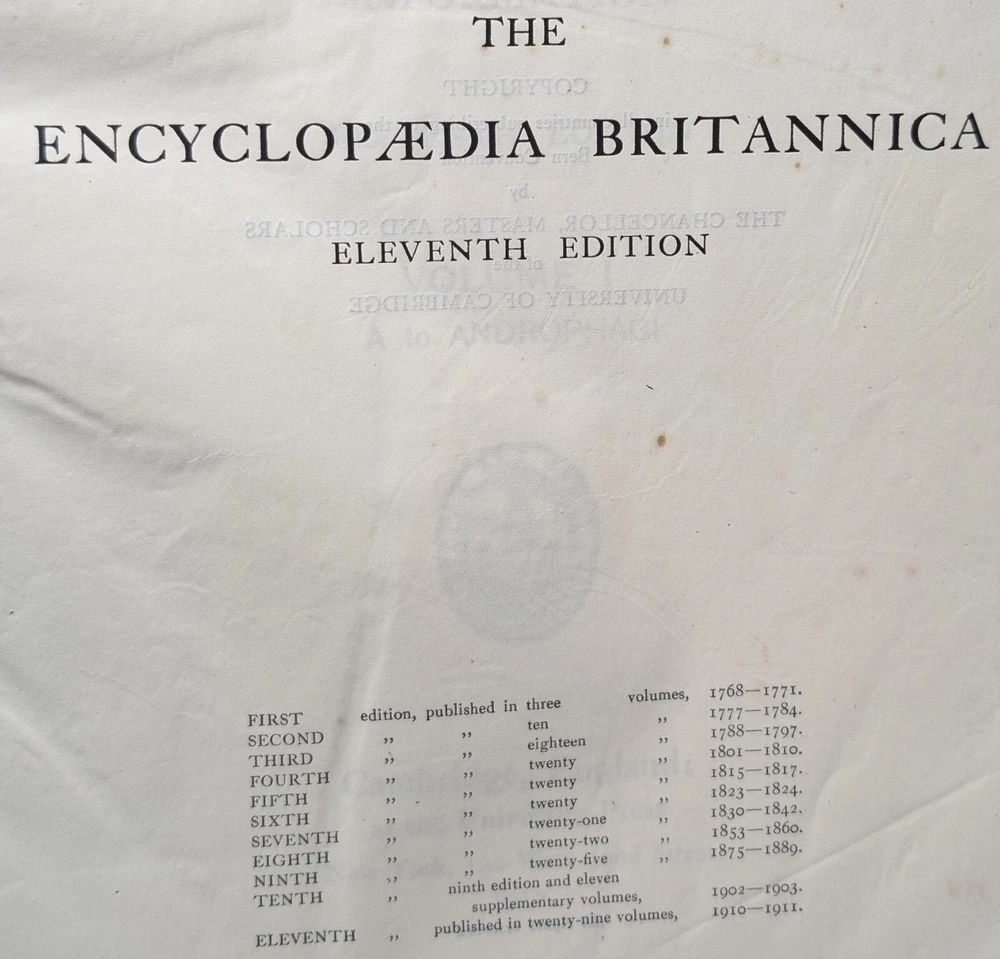 THE
ENCYCLOPÆDIA BRITANNICA
ELEVENTH EDITION
FIRST edition, published in three volumes, 1768—1771.
SECOND ,, ,, ten ,, 1777—1784.
THIRD ,, ,, eighteen ,, 1788—1797.
FOURTH ,, ,, twenty ,, 1801—1810.
FIFTH ,, ,, twenty ,, 1815—1817.
SIXTH ,, ,, twenty ,, 1823—1824.
SEVENTH ,, ,, twenty-one ,, 1830—1842.
EIGHTH ,, ,, twenty-two ,, 1853—1860.
NINTH ,, ,, twenty-five ,, 1875—1889.
TENTH ,, ninth edition and eleven
supplementary volumes, 1902—1903.
ELEVENTH ,, published in twenty-nine volumes, 1910—1911.